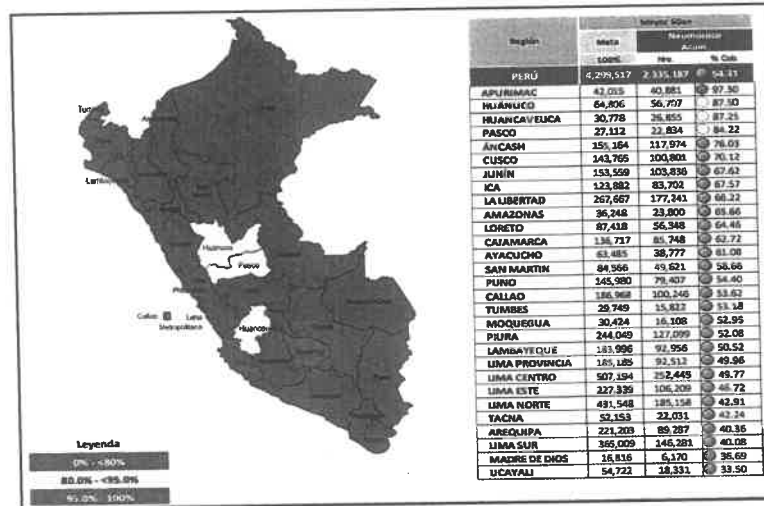 Región
Meta
100%
Neumococo
Acum
Nro.
% Cob
PERÚ 4,299,517 2,335,187 54.31
APURIMAC 42,015 40,881 97.30
HUÁNUCO 64,806 56,707 87.50
HUANCAVELICA 30,778 26,855 87.25
PASCO 27,112 22,834 84.22
ÁNCASH 155,164 117,974 76.03
CUSCO 143,765 100,801 70.12
JUNÍN 153,559 103,836 67.62
ICA 123,882 83,702 67.57
LA LIBERTAD 267,667 177,241 66.22
AMAZONAS 36,248 23,800 65.66
LORETO 87,418 56,348 64.46
CAJAMARCA 136,717 85,748 62.72
AYACUCHO 63,485 38,777 61.08
SAN MARTIN 84,566 49,621 58.68
PUNO 145,980 79,407 54.40
CALLAO 186,968 100,246 53.62
TUMBES 29,749 15,822 53.18
MOQUEGUA 30,424 16,108 52.95
PIURA 244,049 127,099 52.08
LAMBAYEQUE 183,996 92,956 50.52
LIMA PROVINCIA 185,185 92,512 49.96
LIMA CENTRO 507,194 252,445 49.77
LIMA ESTE 227,339 106,209 46.72
LIMA NORTE 431,548 185,158 42.91
TACNA 52,153 22,031 42.24
AREQUIPA 221,203 89,287 40.36
LIMA SUR 365,009 146,281 40.08
MADRE DE DIOS 16,816 6,170 36.69
UCAYALI 54,722 18,331 33.50
Huánuco
Pasco
Callao
Lima
Metropolitana
Leyenda
0% - <80%
80.0% - <95.0%
95.0% - 100%